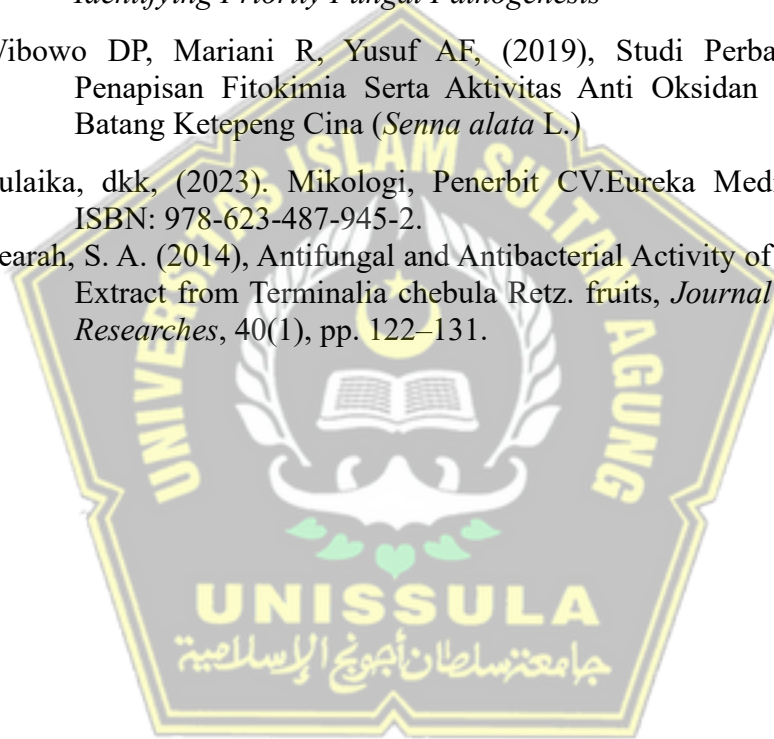 Identifying Priority Fungal Pathogenesis
Wibowo DP, Mariani R, Yusuf AF, (2019), Studi Perba
Penapisan Fitokimia Serta Aktivitas Anti Oksidan
Batang Ketepeng Cina (Senna alata L.)
ulaika, dkk, (2023). Mikologi, Penerbit CV.Eureka Med
ISBN: 978-623-487-945-2.
earah, S. A. (2014), Antifungal and Antibacterial Activity of
Extract from Terminalia chebula Retz. fruits, Journal
Researches, 40(1), pp. 122–131.
UNIVERSITAS ISLAM SULTAN AGUNG
UNISSULA
جامعة سلطان أجونج الإسلامية